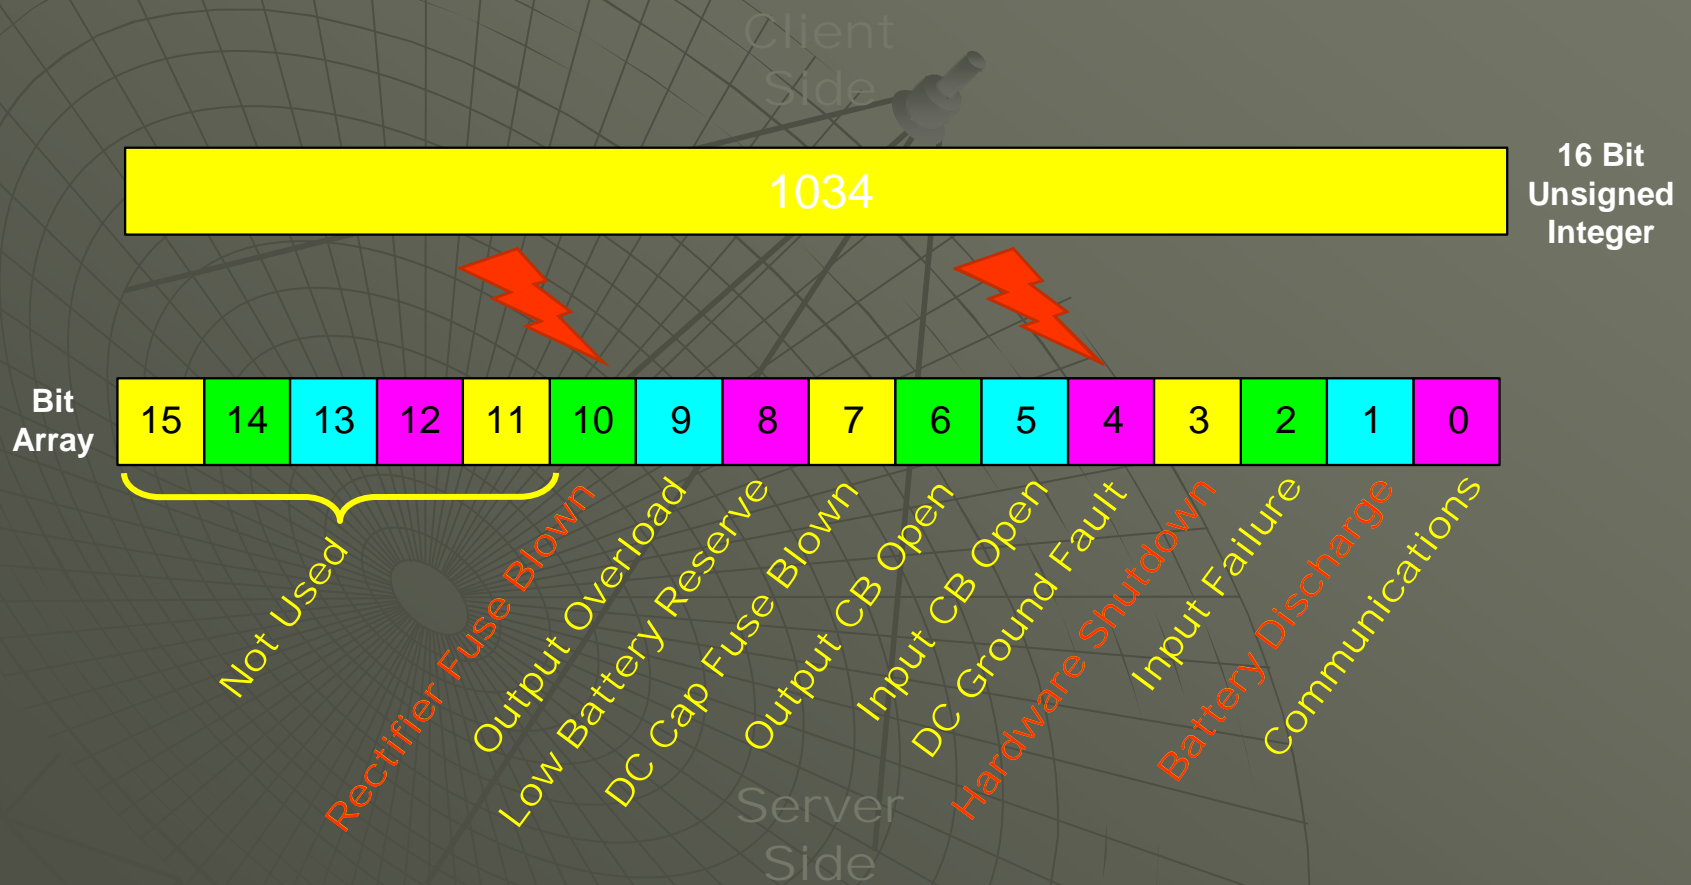 Client
Side
1034
16 Bit
Unsigned
Integer
Bit
Array
15 14 13 12 11 10 9 8 7 6 5 4 3 2 1 0
Not Used
Rectifier Fuse Blown
Output Overload
Low Battery Reserve
DC Cap Fuse Blown
Output CB Open
Input CB Open
DC Ground Fault
Hardware Shutdown
Input Failure
Battery Discharge
Communications
Server
Side